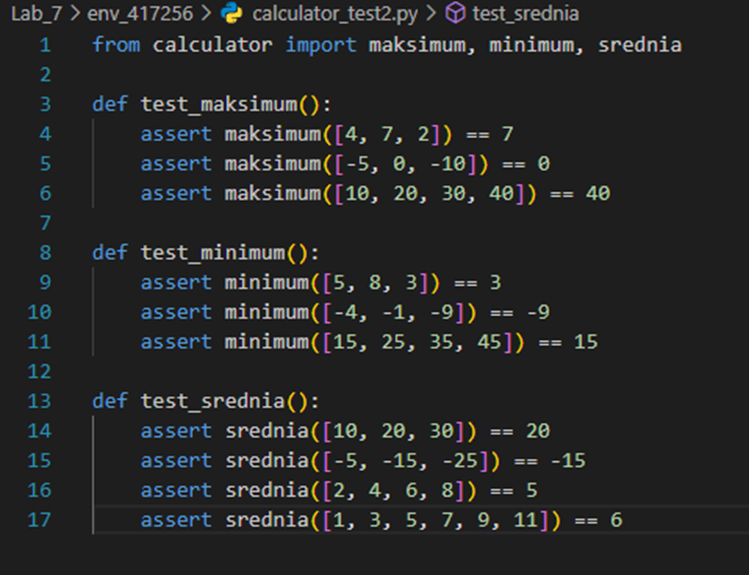 Lab_7 > env_417256 > calculator_test2.py > test_srednia
1 from calculator import maksimum, minimum, srednia
2
3 def test_maksimum():
4     assert maksimum([4, 7, 2]) == 7
5     assert maksimum([-5, 0, -10]) == 0
6     assert maksimum([10, 20, 30, 40]) == 40
7
8 def test_minimum():
9     assert minimum([5, 8, 3]) == 3
10     assert minimum([-4, -1, -9]) == -9
11     assert minimum([15, 25, 35, 45]) == 15
12
13 def test_srednia():
14     assert srednia([10, 20, 30]) == 20
15     assert srednia([-5, -15, -25]) == -15
16     assert srednia([2, 4, 6, 8]) == 5
17     assert srednia([1, 3, 5, 7, 9, 11]) == 6